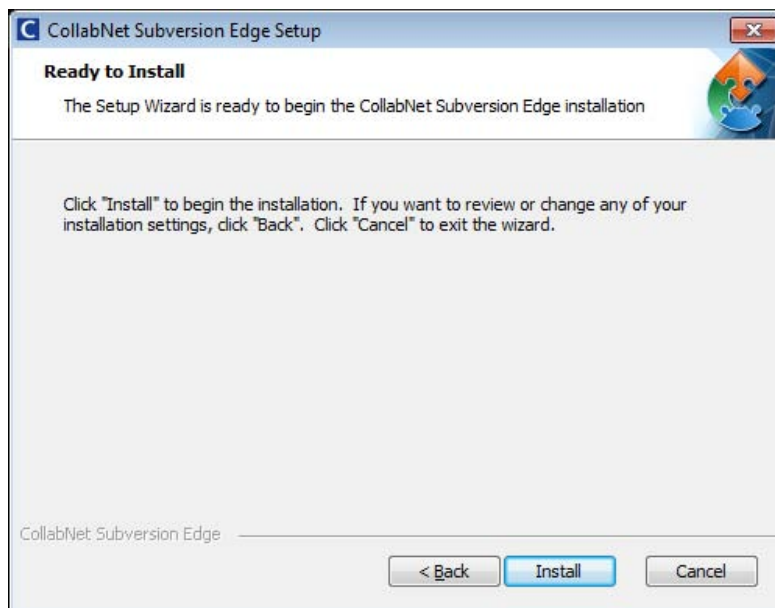 CollabNet Subversion Edge Setup
Ready to Install
The Setup Wizard is ready to begin the CollabNet Subversion Edge installation
Click "Install" to begin the installation.  If you want to review or change any of your
installation settings, click "Back".  Click "Cancel" to exit the wizard.
CollabNet Subversion Edge
< Back
Install
Cancel